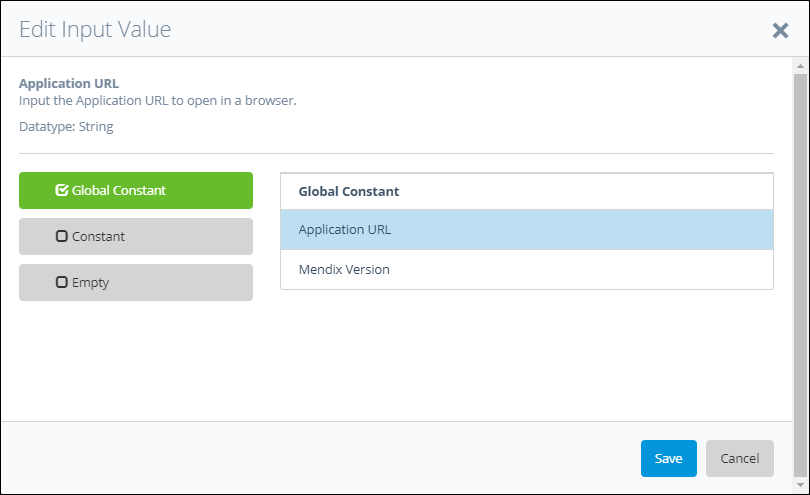 Edit Input Value
Application URL
Input the Application URL to open in a browser.
Datatype: String
Global Constant
Constant
Empty
Global Constant
Application URL
Mendix Version
Save
Cancel